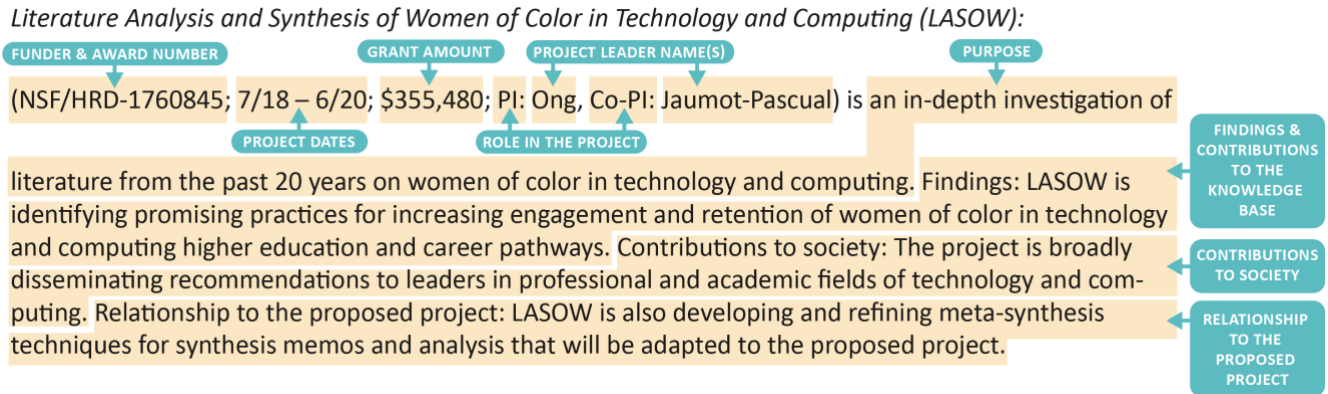 Literature Analysis and Synthesis of Women of Color in Technology and Computing (LASOW):
FUNDER & AWARD NUMBER
GRANT AMOUNT
PROJECT LEADER NAME(S)
PURPOSE
(NSF/HRD-1760845; 7/18 – 6/20; $355,480; PI: Ong, Co-PI: Jaumot-Pascual) is an in-depth investigation of
PROJECT DATES
ROLE IN THE PROJECT
literature from the past 20 years on women of color in technology and computing. Findings: LASOW is
identifying promising practices for increasing engagement and retention of women of color in technology
and computing higher education and career pathways. Contributions to society: The project is broadly
disseminating recommendations to leaders in professional and academic fields of technology and com-
puting. Relationship to the proposed project: LASOW is also developing and refining meta-synthesis
techniques for synthesis memos and analysis that will be adapted to the proposed project.
FINDINGS &
CONTRIBUTIONS
TO THE
KNOWLEDGE
BASE
CONTRIBUTIONS
TO SOCIETY
RELATIONSHIP
TO THE
PROPOSED
PROJECT